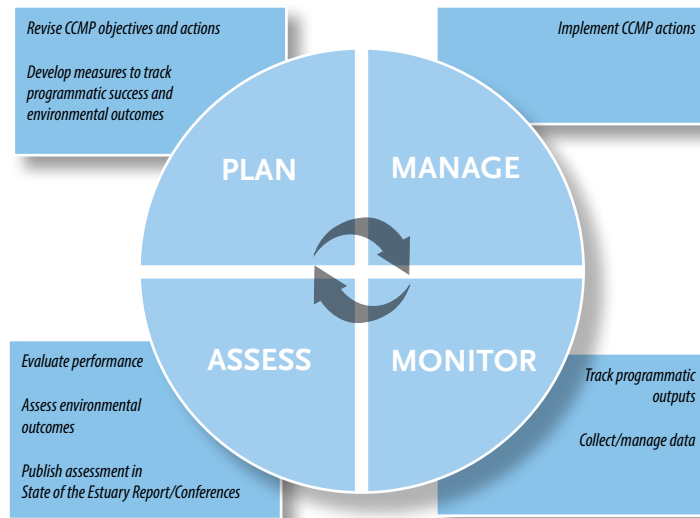 Revise CCMP objectives and actions
Develop measures to track
programmatic success and
environmental outcomes
Implement CCMP actions
PLAN
MANAGE
ASSESS
MONITOR
Evaluate performance
Assess environmental
outcomes
Publish assessment in
State of the Estuary Report/Conferences
Track programmatic
outputs
Collect/manage data